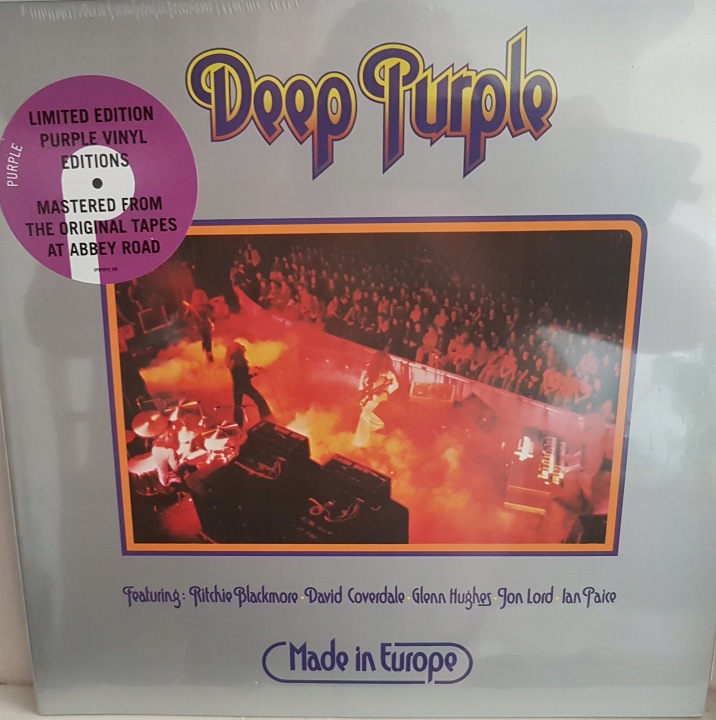 Deep Purple
LIMITED EDITION
PURPLE VINYL
EDITIONS
PURPLE
MASTERED FROM
THE ORIGINAL TAPES
AT ABBEY ROAD
Featuring: Ritchie Blackmore · David Coverdale · Glenn Hughes · Jon Lord · Ian Paice
Made in Europe